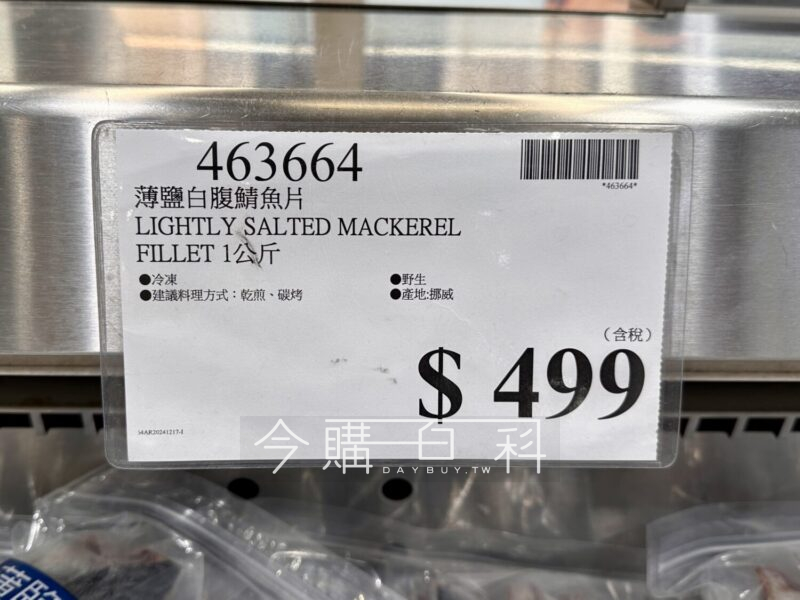 463664
*463664*
薄鹽白腹鯖魚片
LIGHTLY SALTED MACKEREL
FILLET 1公斤
●冷凍
●野生
●建議料理方式：乾煎、碳烤
●產地:挪威
(含稅)
$ 499
今購百科
DAYBUY.TW